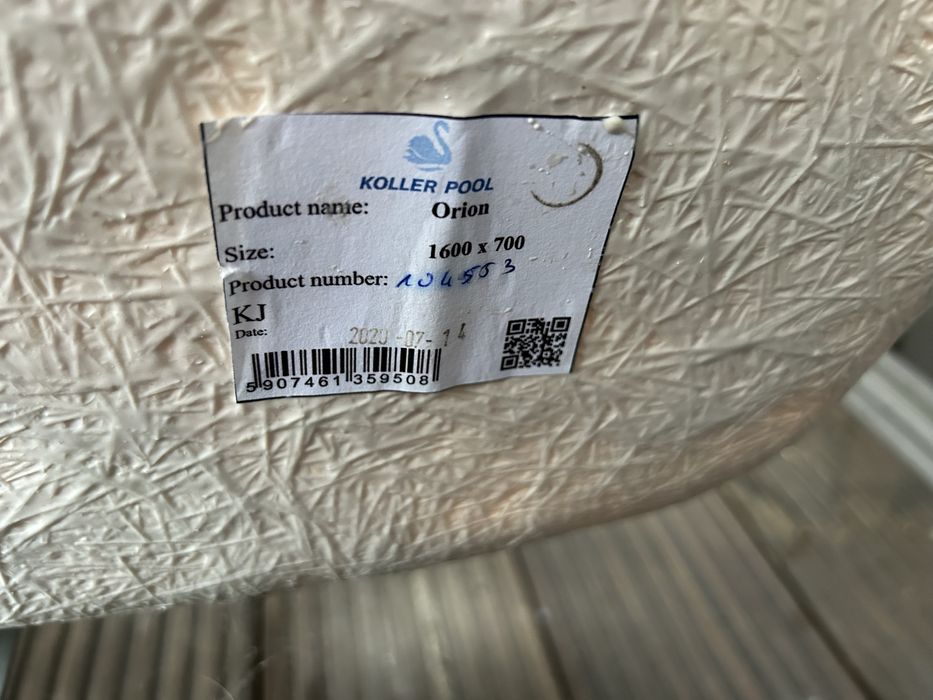 KOLLER POOL
Product name: Orion
Size: 1600 x 700
Product number: 104553
KJ
Date: 2020-07-14
5907461359508